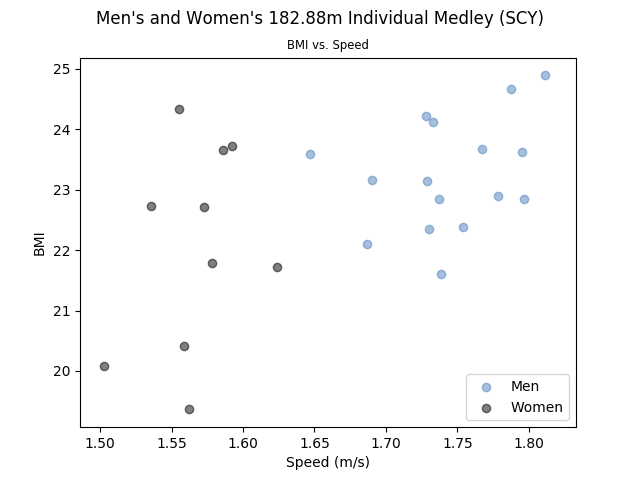 Men's and Women's 182.88m Individual Medley (SCY)
BMI vs. Speed
25
24
23
22
21
20
BMI
Men
Women
1.50 1.55 1.60 1.65 1.70 1.75 1.80
Speed (m/s)